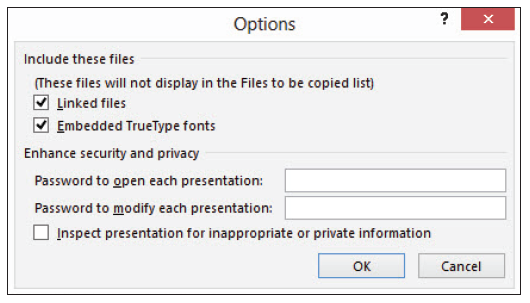 Options
?
Include these files
(These files will not display in the Files to be copied list)
Linked files
Embedded TrueType fonts
Enhance security and privacy
Password to open each presentation:
Password to modify each presentation:
Inspect presentation for inappropriate or private information
OK Cancel